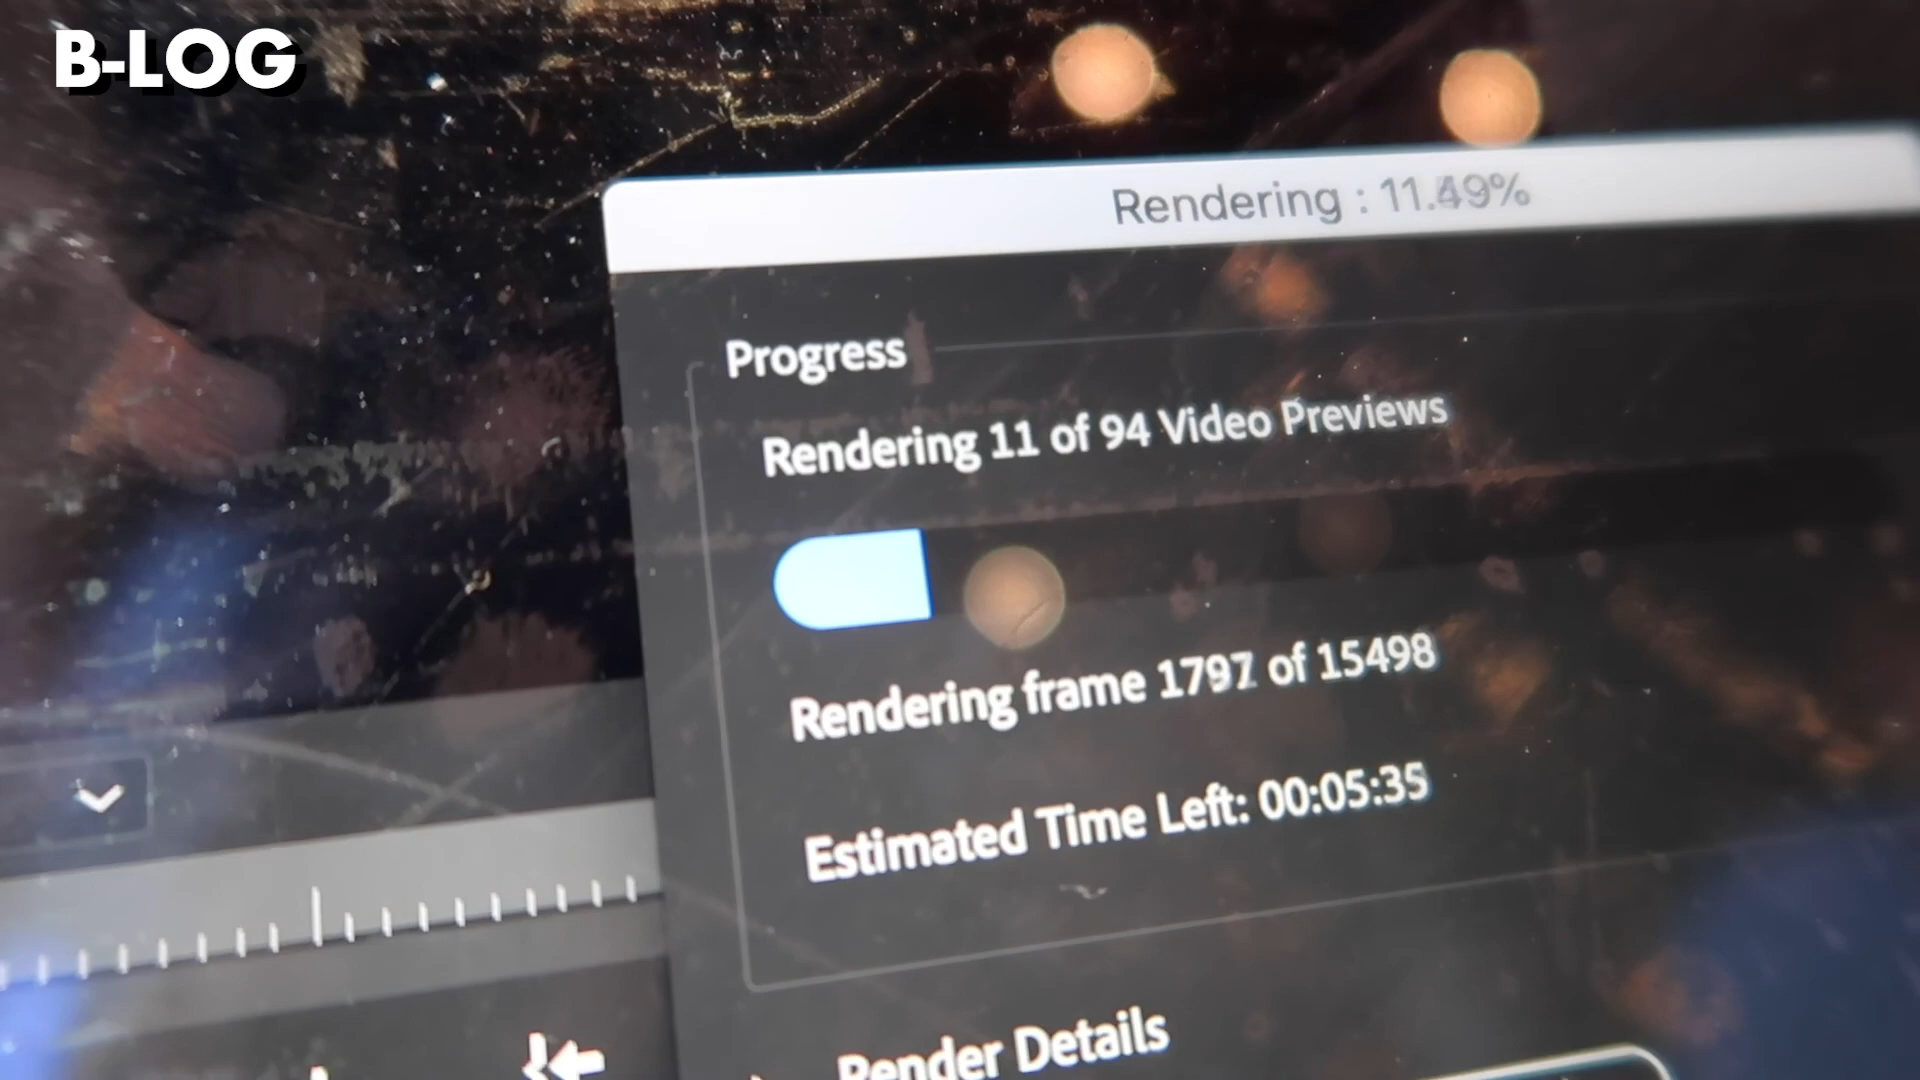 B-LOG
Rendering : 11.49%
Progress
Rendering 11 of 94 Video Previews
Rendering frame 1797 of 15498
Estimated Time Left: 00:05:35
Render Details